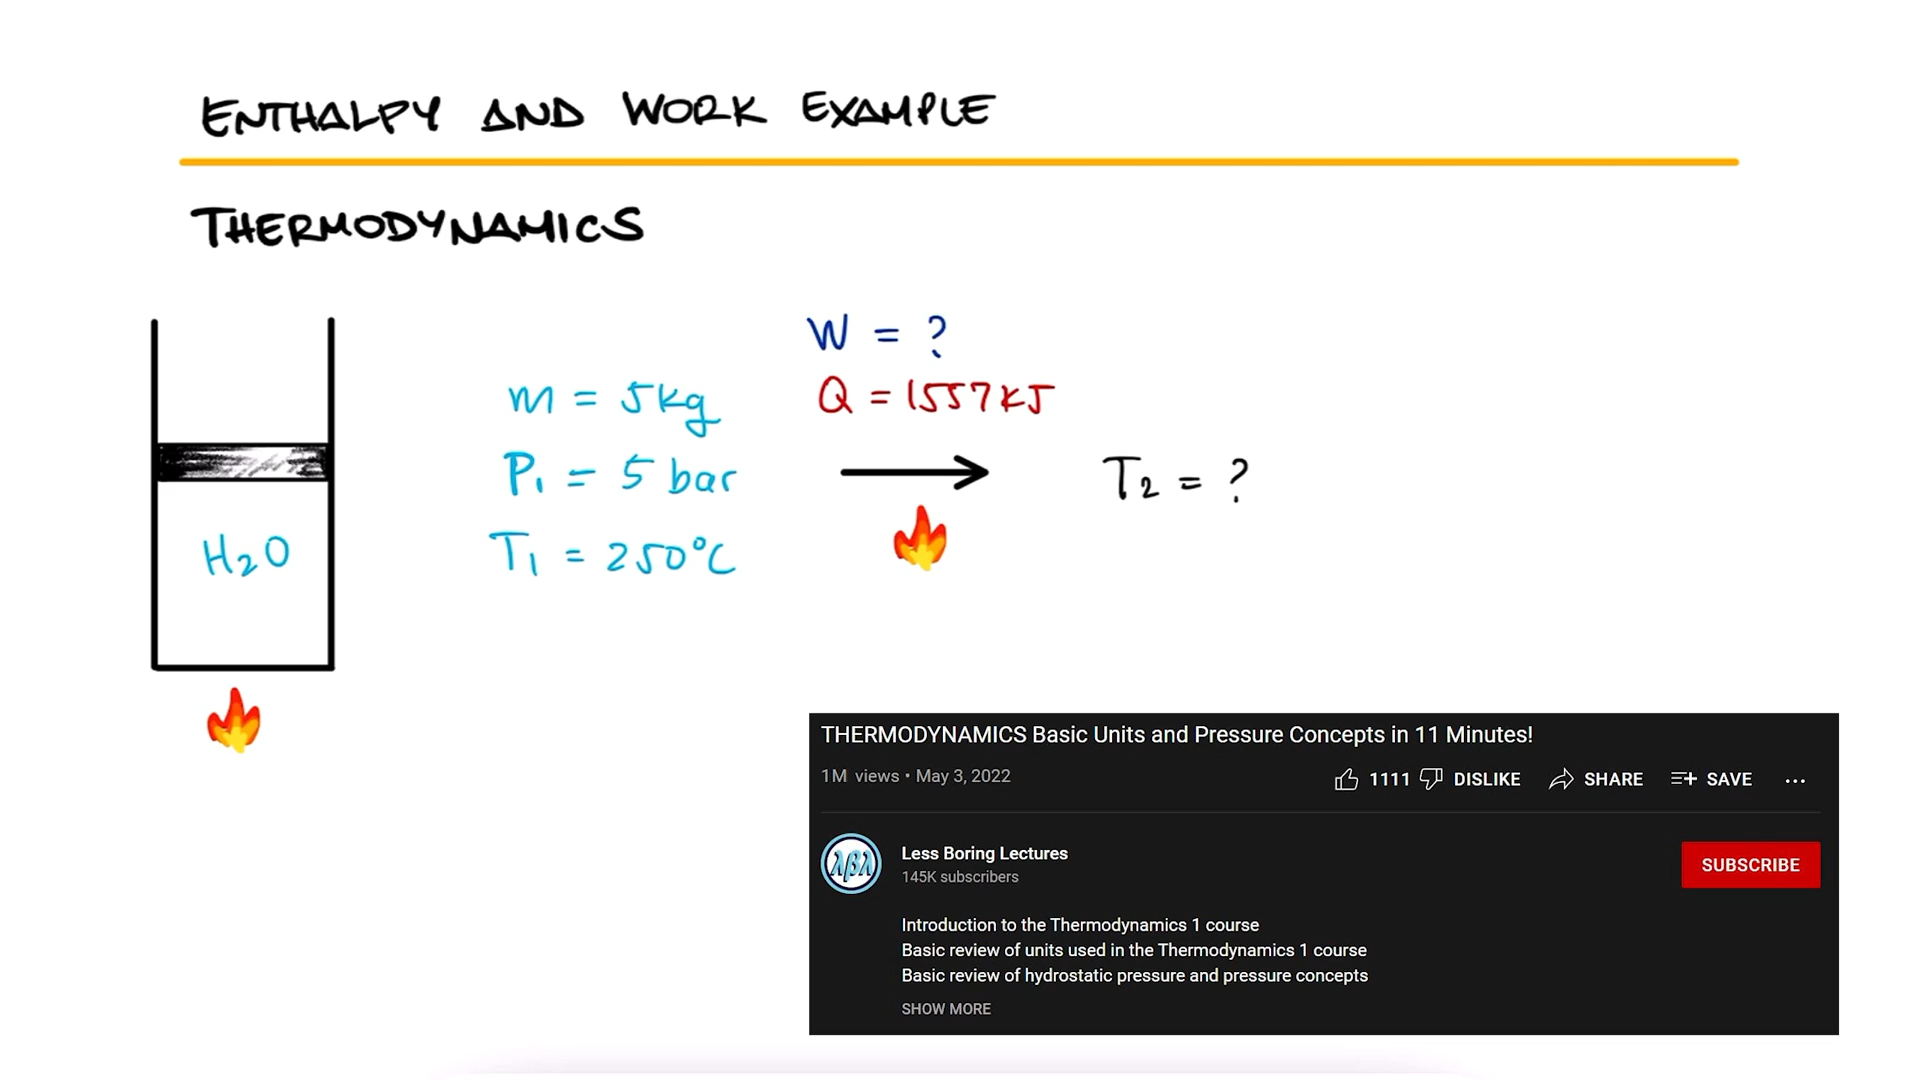 ENTHALPY AND WORK EXAMPLE
THERMODYNAMICS
W = ?
Q = 1557 kJ
m = 5kg
P₁ = 5 bar
T₁ = 250°C
T₂ = ?
H₂O
THERMODYNAMICS Basic Units and Pressure Concepts in 11 Minutes!
1M views • May 3, 2022
1111 DISLIKE SHARE SAVE ...
λβλ
Less Boring Lectures
145K subscribers
SUBSCRIBE
Introduction to the Thermodynamics 1 course
Basic review of units used in the Thermodynamics 1 course
Basic review of hydrostatic pressure and pressure concepts
SHOW MORE